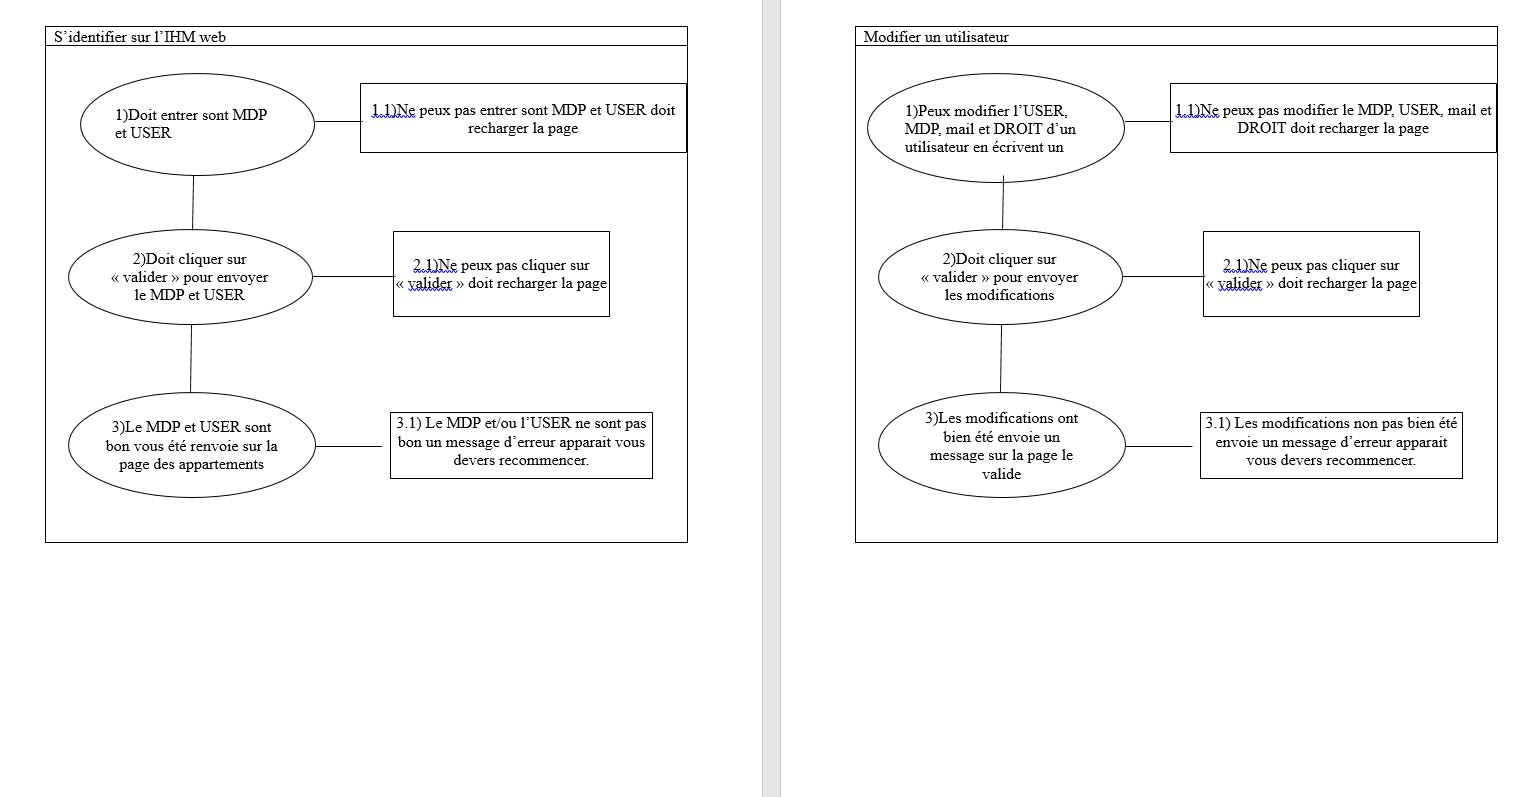 S'identifier sur l'IHM web
1)Doit entrer sont MDP
et USER
1.1)Ne peux pas entrer sont MDP et USER doit
recharger la page
2)Doit cliquer sur
« valider » pour envoyer
le MDP et USER
2.1)Ne peux pas cliquer sur
« valider » doit recharger la page
3)Le MDP et USER sont
bon vous été renvoie sur la
page des appartements
3.1) Le MDP et/ou l'USER ne sont pas
bon un message d'erreur apparait vous
devers recommencer.
Modifier un utilisateur
1)Peux modifier l'USER,
MDP, mail et DROIT d'un
utilisateur en écrivent un
1.1)Ne peux pas modifier le MDP, USER, mail et
DROIT doit recharger la page
2)Doit cliquer sur
« valider » pour envoyer
les modifications
2.1)Ne peux pas cliquer sur
« valider » doit recharger la page
3)Les modifications ont
bien été envoie un
message sur la page le
valide
3.1) Les modifications non pas bien été
envoie un message d'erreur apparait
vous devers recommencer.